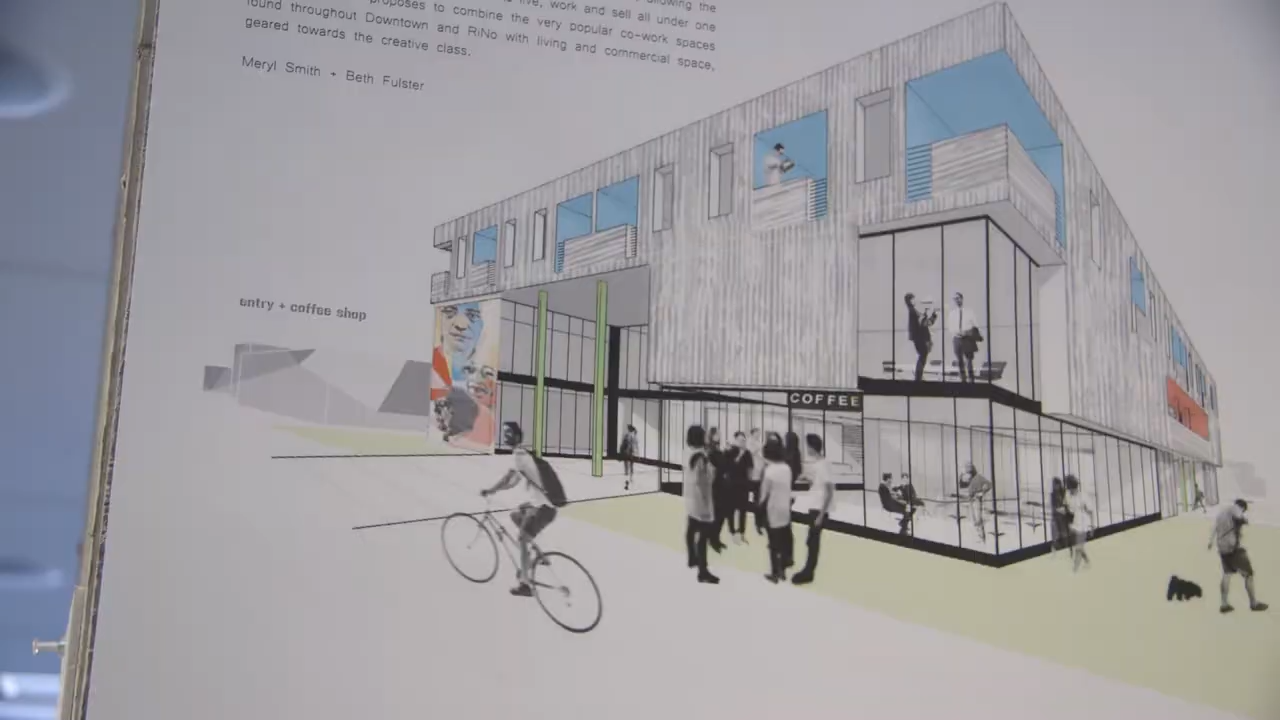 live, work and sell all under one
proposes to combine the very popular co-work spaces
found throughout Downtown and RiNo with living and commercial space,
geared towards the creative class.
Meryl Smith + Beth Fulster
entry + coffee shop
COFFEE